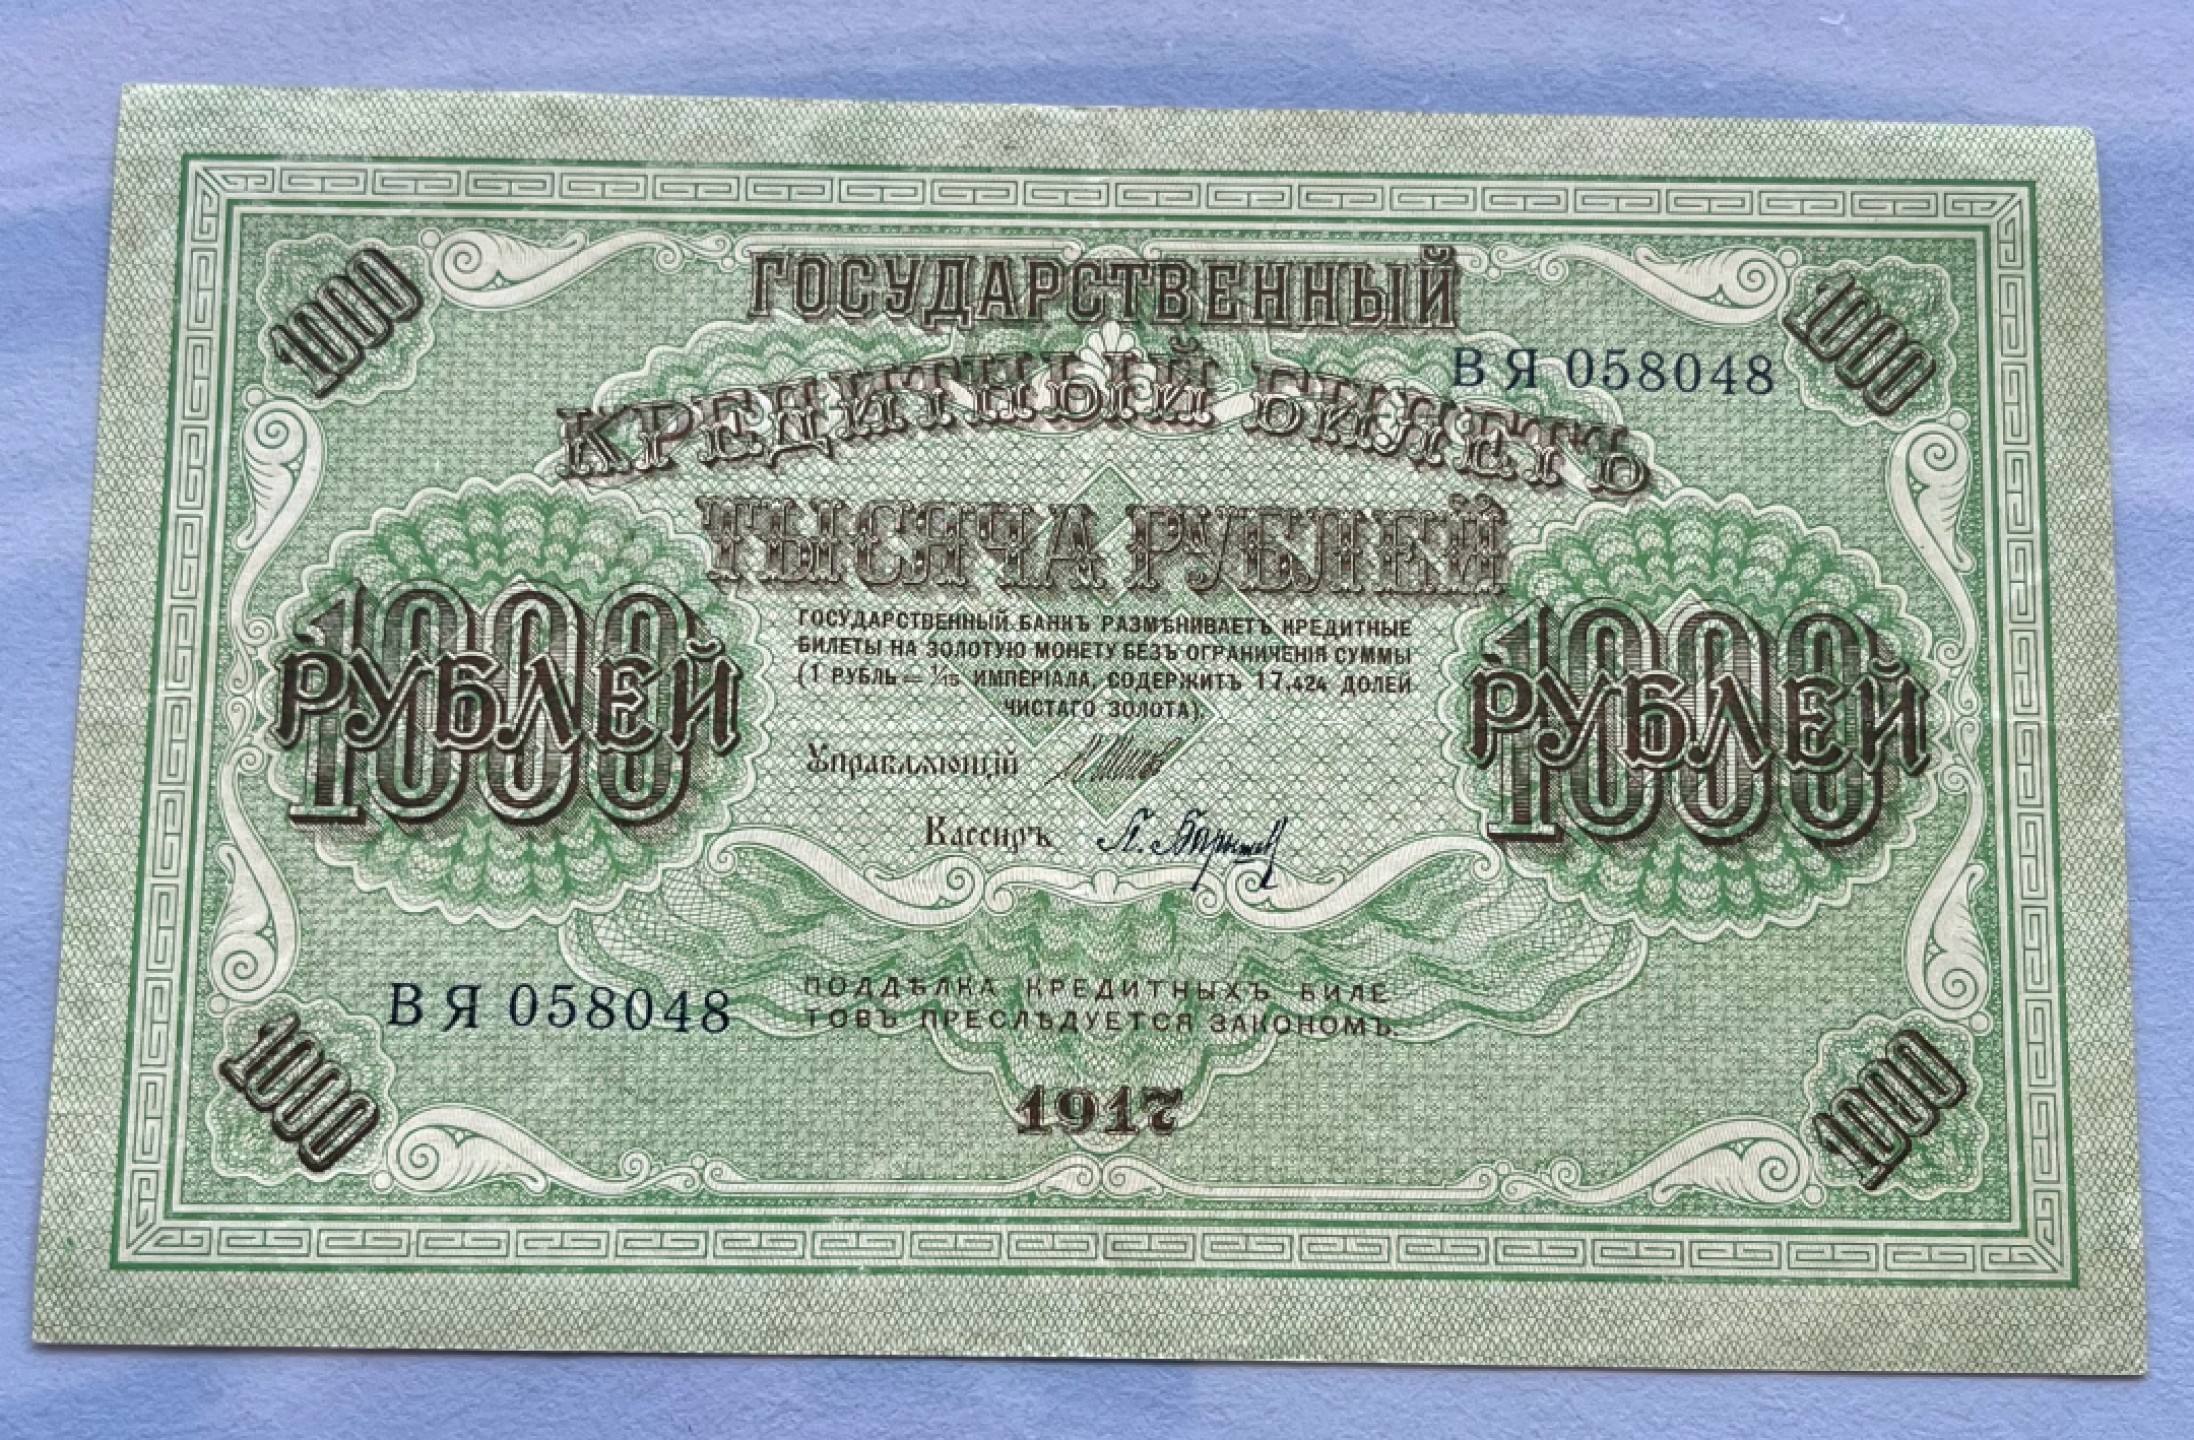 1000
ГОСУДАРСТВЕННЫЙ
1000
КРЕДИТНЫЙ БИЛЕТЪ
ВЯ 058048
ТЫСЯЧА РУБЛЕЙ
1000
РУБЛЕЙ
ГОСУДАРСТВЕННЫЙ БАНКЪ РАЗМѢНИВАЕТЪ КРЕДИТНЫЕ
БИЛЕТЫ НА ЗОЛОТУЮ МОНЕТУ БЕЗЪ ОГРАНИЧЕНІЯ СУММЫ
(1 РУБЛЬ = 1/15 ИМПЕРІАЛА, СОДЕРЖИТЪ 17,424 ДОЛЕЙ
ЧИСТАГО ЗОЛОТА).
1000
РУБЛЕЙ
Управляющій
Кассиръ
ВЯ 058048
ПОДДѢЛКА КРЕДИТНЫХЪ БИЛЕ
ТОВЪ ПРЕСЛѢДУЕТСЯ ЗАКОНОМЪ.
1000
1917
1000